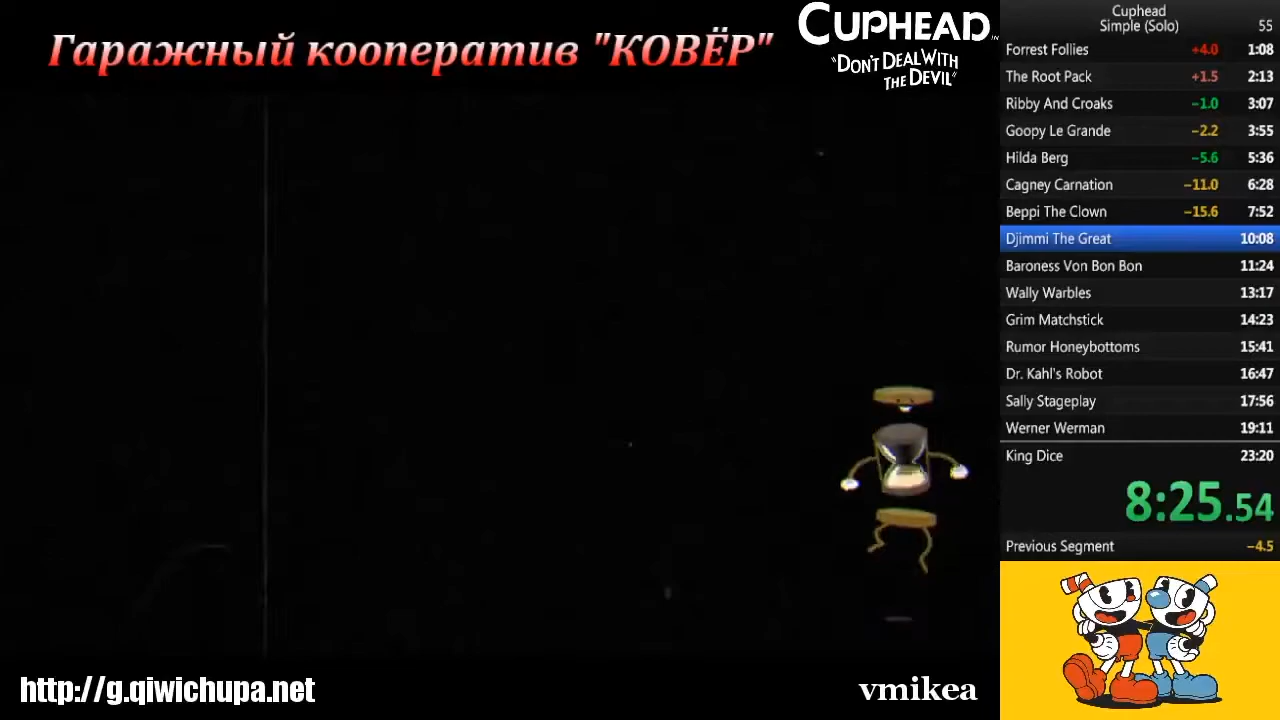 Гаражный кооператив "КОВЁР"
CUPHEAD
"DON'T DEAL WITH
THE DEVIL"
Cuphead
Simple (Solo) 55
Forrest Follies +4.0 1:08
The Root Pack +1.5 2:13
Ribby And Croaks −1.0 3:07
Goopy Le Grande −2.2 3:55
Hilda Berg −5.6 5:36
Cagney Carnation −11.0 6:28
Beppi The Clown −15.6 7:52
Djimmi The Great 10:08
Baroness Von Bon Bon 11:24
Wally Warbles 13:17
Grim Matchstick 14:23
Rumor Honeybottoms 15:41
Dr. Kahl's Robot 16:47
Sally Stageplay 17:56
Werner Werman 19:11
King Dice 23:20
8:25.54
Previous Segment −4.5
http://g.qiwichupa.net
vmikea